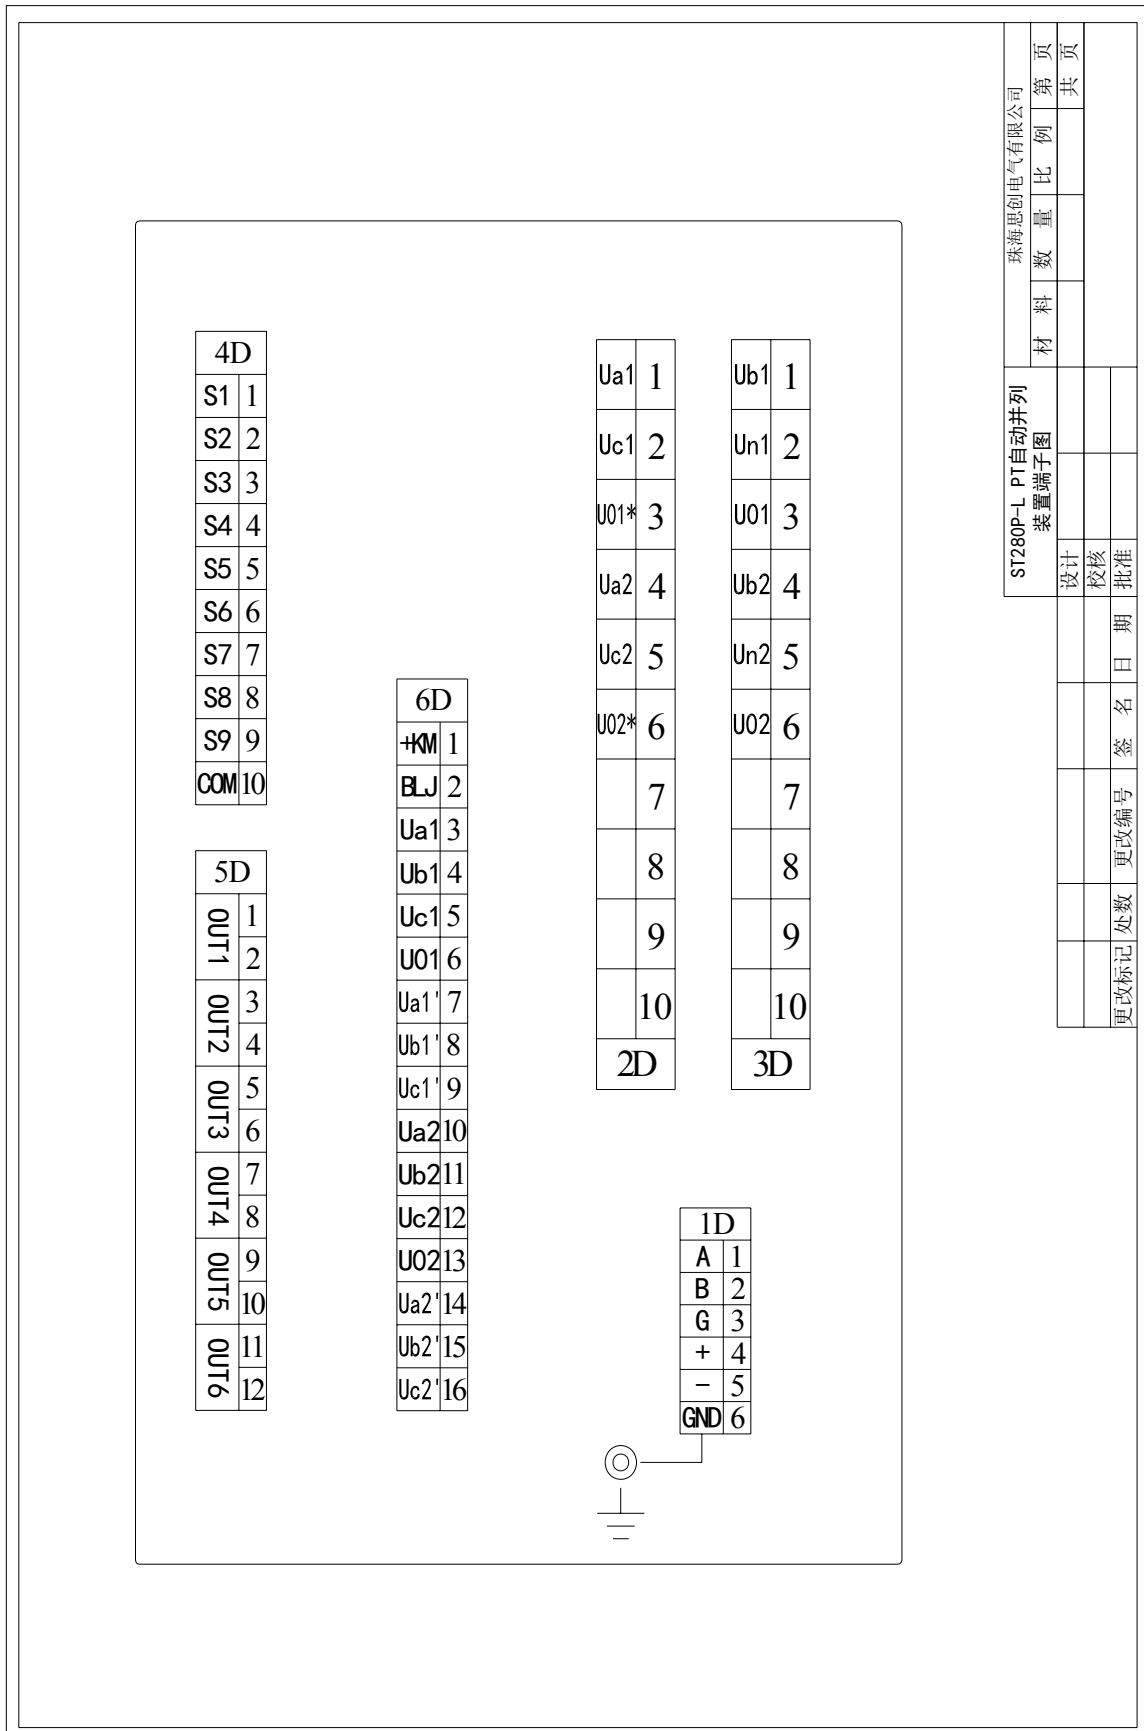 4D
S1 1
S2 2
S3 3
S4 4
S5 5
S6 6
S7 7
S8 8
S9 9
COM 10
5D
OUT1 1
2
OUT2 3
4
OUT3 5
6
OUT4 7
8
OUT5 9
10
OUT6 11
12
6D
+KM 1
BLJ 2
Ua1 3
Ub1 4
Uc1 5
U01 6
Ua1' 7
Ub1' 8
Uc1' 9
Ua2 10
Ub2 11
Uc2 12
U02 13
Ua2' 14
Ub2' 15
Uc2' 16
Ua1 1
Uc1 2
U01* 3
Ua2 4
Uc2 5
U02* 6
7
8
9
10
2D
Ub1 1
Un1 2
U01 3
Ub2 4
Un2 5
U02 6
7
8
9
10
3D
1D
A 1
B 2
G 3
+ 4
- 5
GND 6
ST280P-L PT自动并列
装置端子图
珠海思创电气有限公司
材 料 数 量 比 例 第 页
共 页
设计
校核
更改标记 处数 更改编号 签 名 日 期 批准